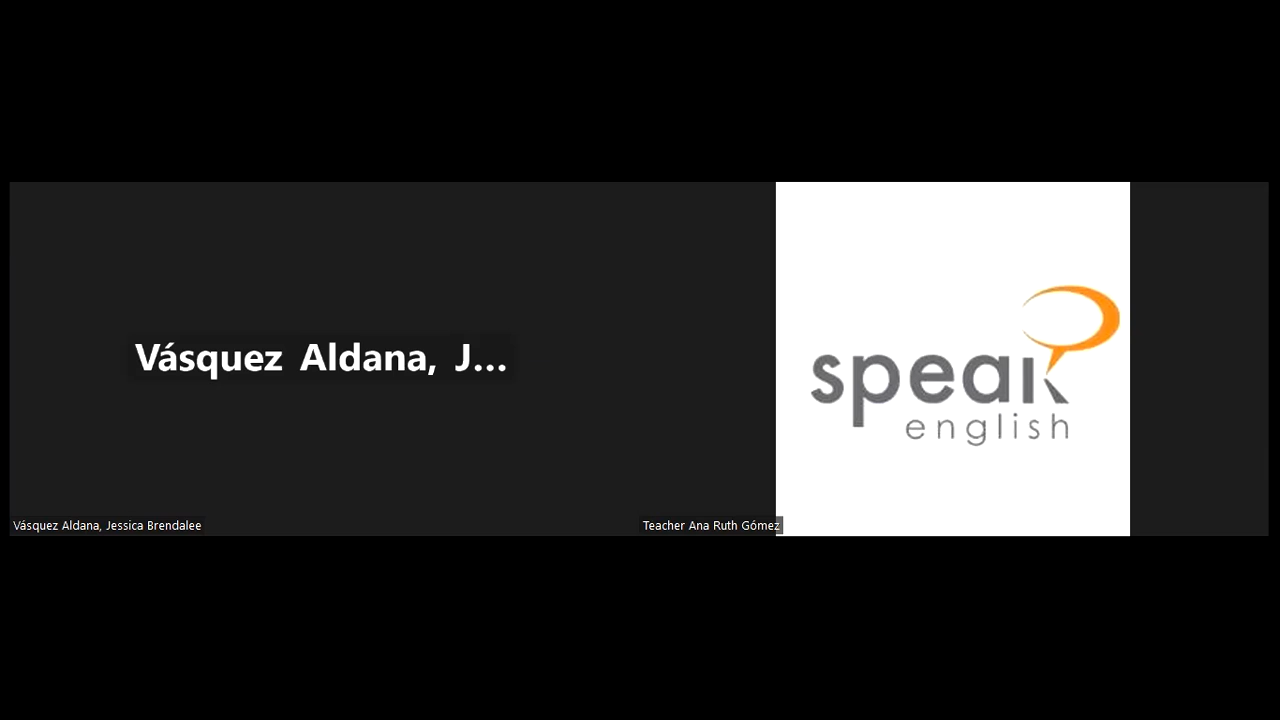 Vásquez Aldana, J...
speak
english
Vásquez Aldana, Jessica Brendalee
Teacher Ana Ruth Gómez